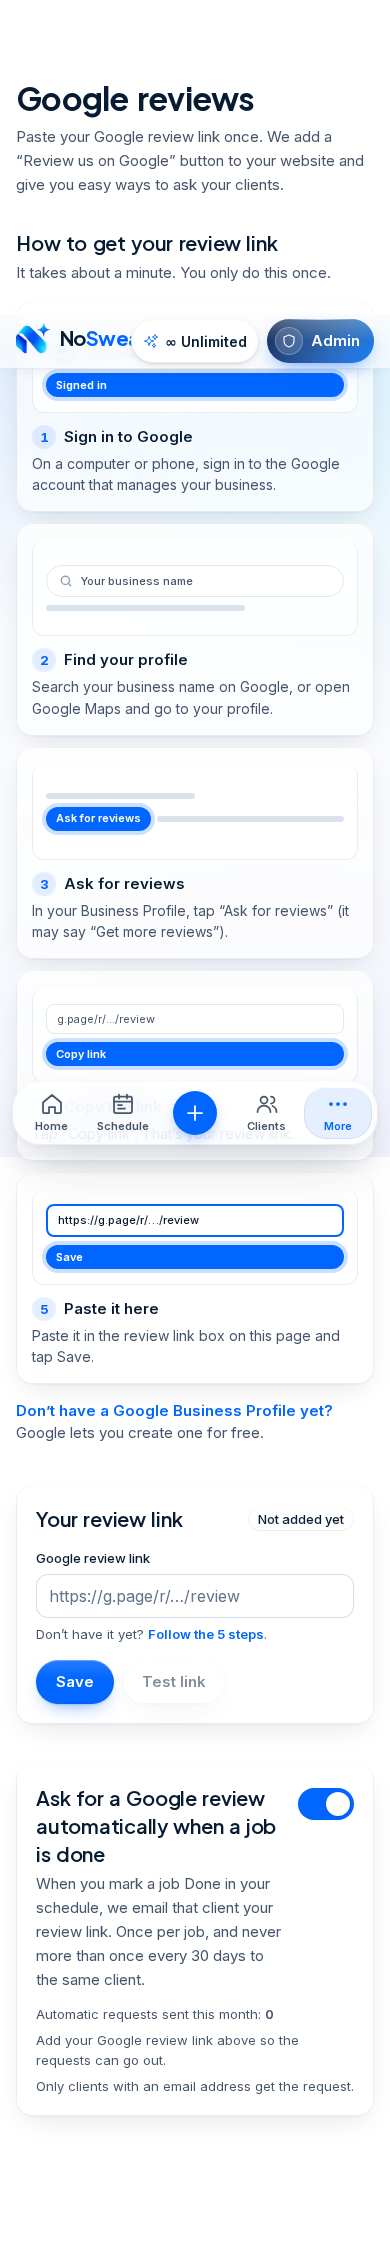 Google reviews
Paste your Google review link once. We add a
“Review us on Google” button to your website and
give you easy ways to ask your clients.
How to get your review link
It takes about a minute. You only do this once.
NoSwea
∞ Unlimited
Admin
Signed in
1 Sign in to Google
On a computer or phone, sign in to the Google
account that manages your business.
Your business name
2 Find your profile
Search your business name on Google, or open
Google Maps and go to your profile.
Ask for reviews
3 Ask for reviews
In your Business Profile, tap “Ask for reviews” (it
may say “Get more reviews”).
g.page/r/…/review
Copy link
Copy the link
Tap “Copy link”. That’s your review link.
Home
Schedule
Clients
More
https://g.page/r/…/review
Save
5 Paste it here
Paste it in the review link box on this page and
tap Save.
Don’t have a Google Business Profile yet?
Google lets you create one for free.
Your review link
Not added yet
Google review link
https://g.page/r/…/review
Don’t have it yet? Follow the 5 steps.
Save
Test link
Ask for a Google review
automatically when a job
is done
When you mark a job Done in your
schedule, we email that client your
review link. Once per job, and never
more than once every 30 days to
the same client.
Automatic requests sent this month: 0
Add your Google review link above so the
requests can go out.
Only clients with an email address get the request.